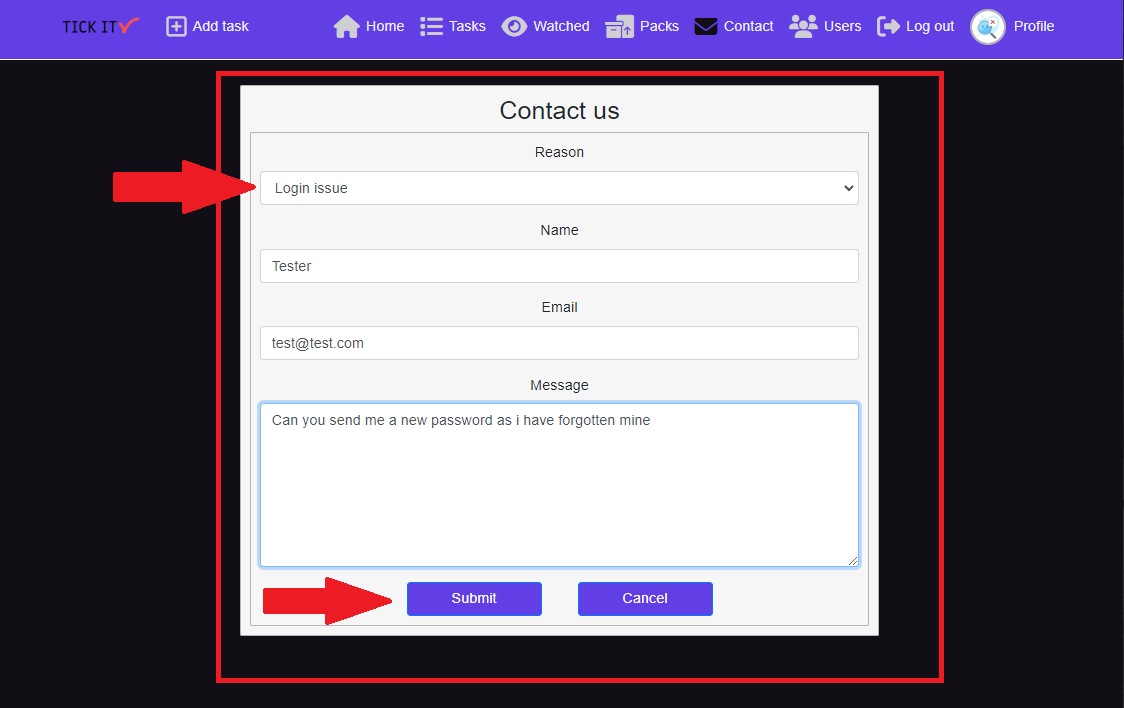 TICK IT Add task Home Tasks Watched Packs Contact Users Log out Profile
Contact us
Reason
Login issue
Name
Tester
Email
test@test.com
Message
Can you send me a new password as i have forgotten mine
Submit Cancel